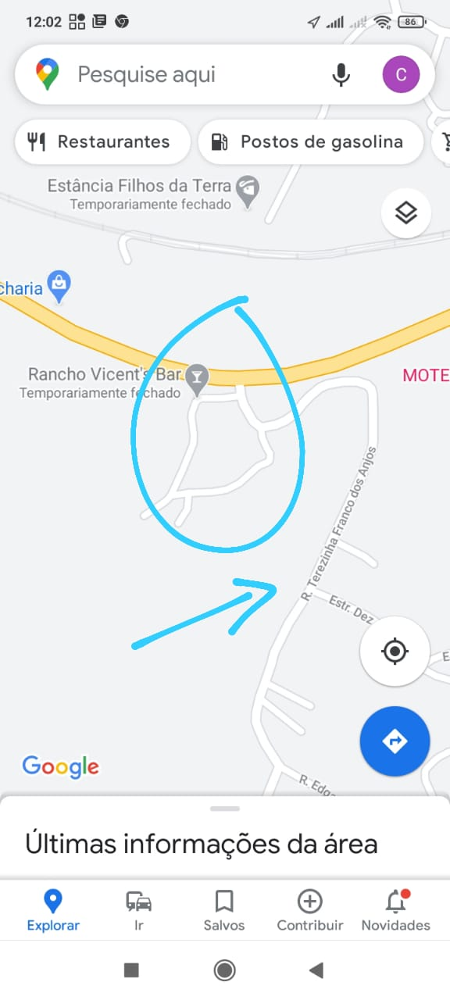 12:02
86
Pesquise aqui
C
Restaurantes
Postos de gasolina
Estância Filhos da Terra
Temporariamente fechado
charia
Rancho Vicent's Bar
Temporariamente fechado
MOTE
R. Terezinha Franco dos Anjos
Estr. Dez
E
R. Edga
Google
Últimas informações da área
Explorar
Ir
Salvos
Contribuir
Novidades